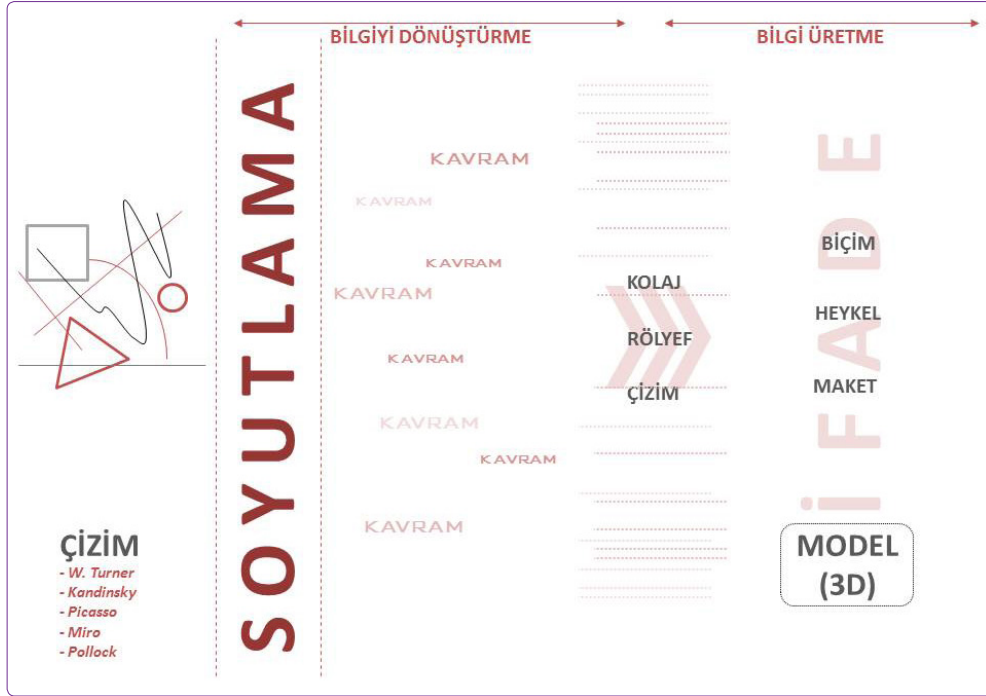 BİLGİYİ DÖNÜŞTÜRME
BİLGİ ÜRETME
SOYUTLAMA
KAVRAM
KAVRAM
KAVRAM
KAVRAM
KAVRAM
KAVRAM
KAVRAM
KAVRAM
KOLAJ
RÖLYEF
ÇİZİM
İFADE
BİÇİM
HEYKEL
MAKET
MODEL
(3D)
ÇİZİM
- W. Turner
- Kandinsky
- Picasso
- Miro
- Pollock